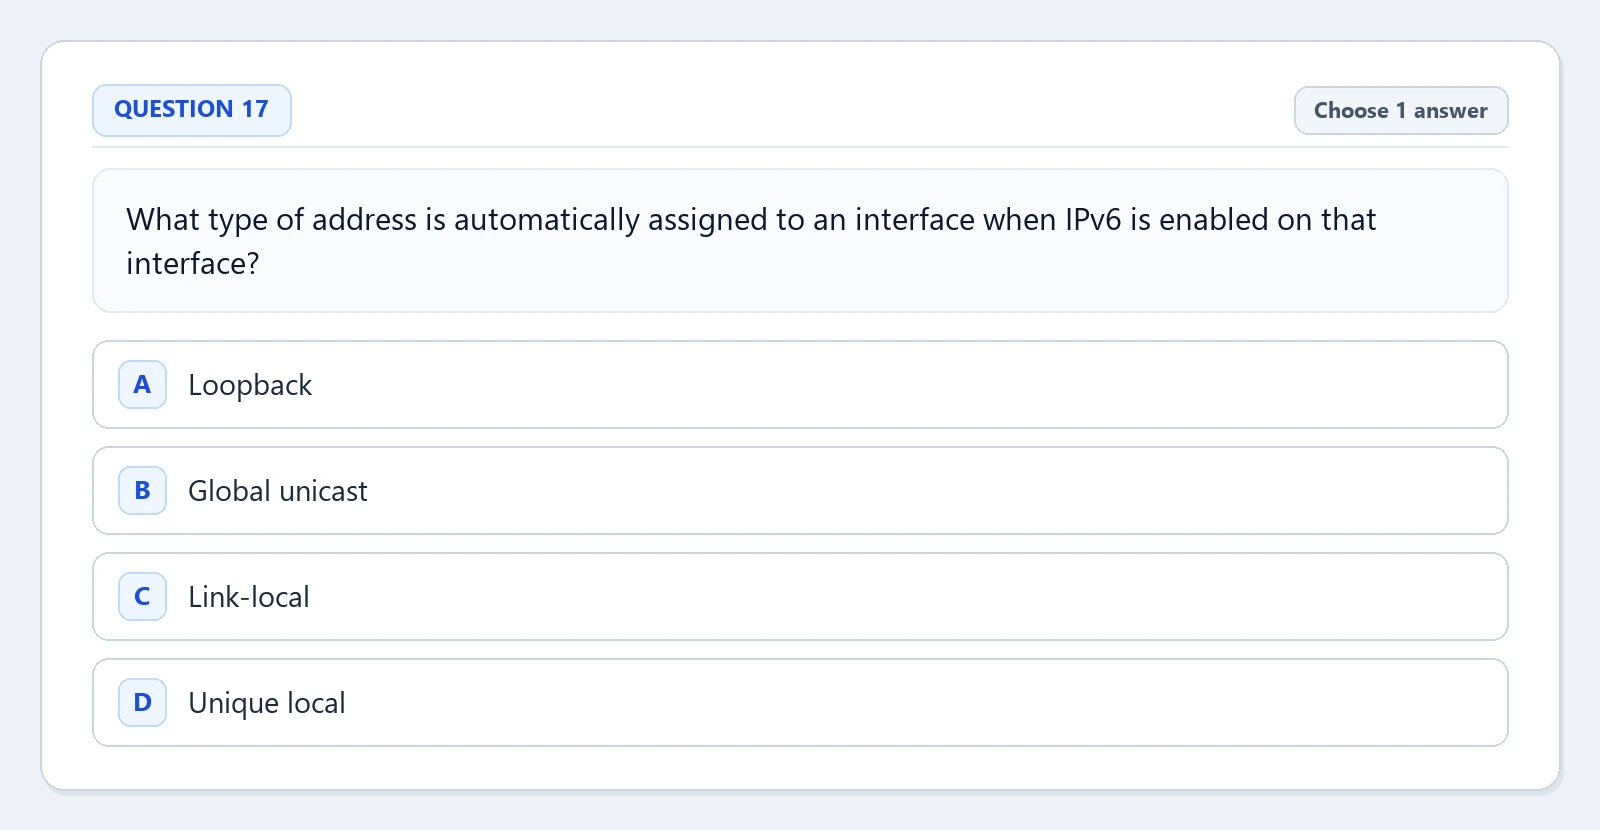 QUESTION 17
Choose 1 answer
What type of address is automatically assigned to an interface when IPv6 is enabled on that
interface?
A Loopback
B Global unicast
C Link-local
D Unique local